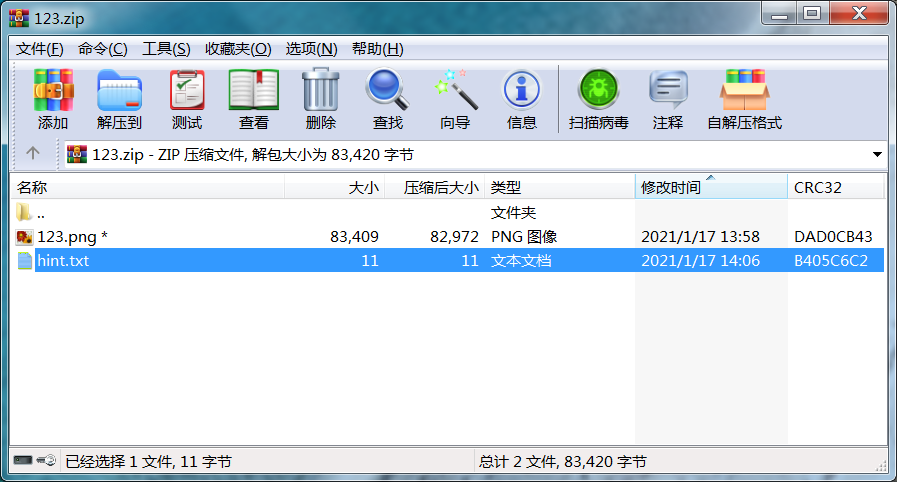 123.zip
文件(F) 命令(C) 工具(S) 收藏夹(O) 选项(N) 帮助(H)
添加 解压到 测试 查看 删除 查找 向导 信息 扫描病毒 注释 自解压格式
123.zip - ZIP 压缩文件, 解包大小为 83,420 字节
名称 大小 压缩后大小 类型 修改时间 CRC32
.. 文件夹
123.png * 83,409 82,972 PNG 图像 2021/1/17 13:58 DAD0CB43
hint.txt 11 11 文本文档 2021/1/17 14:06 B405C6C2
已经选择 1 文件, 11 字节 总计 2 文件, 83,420 字节